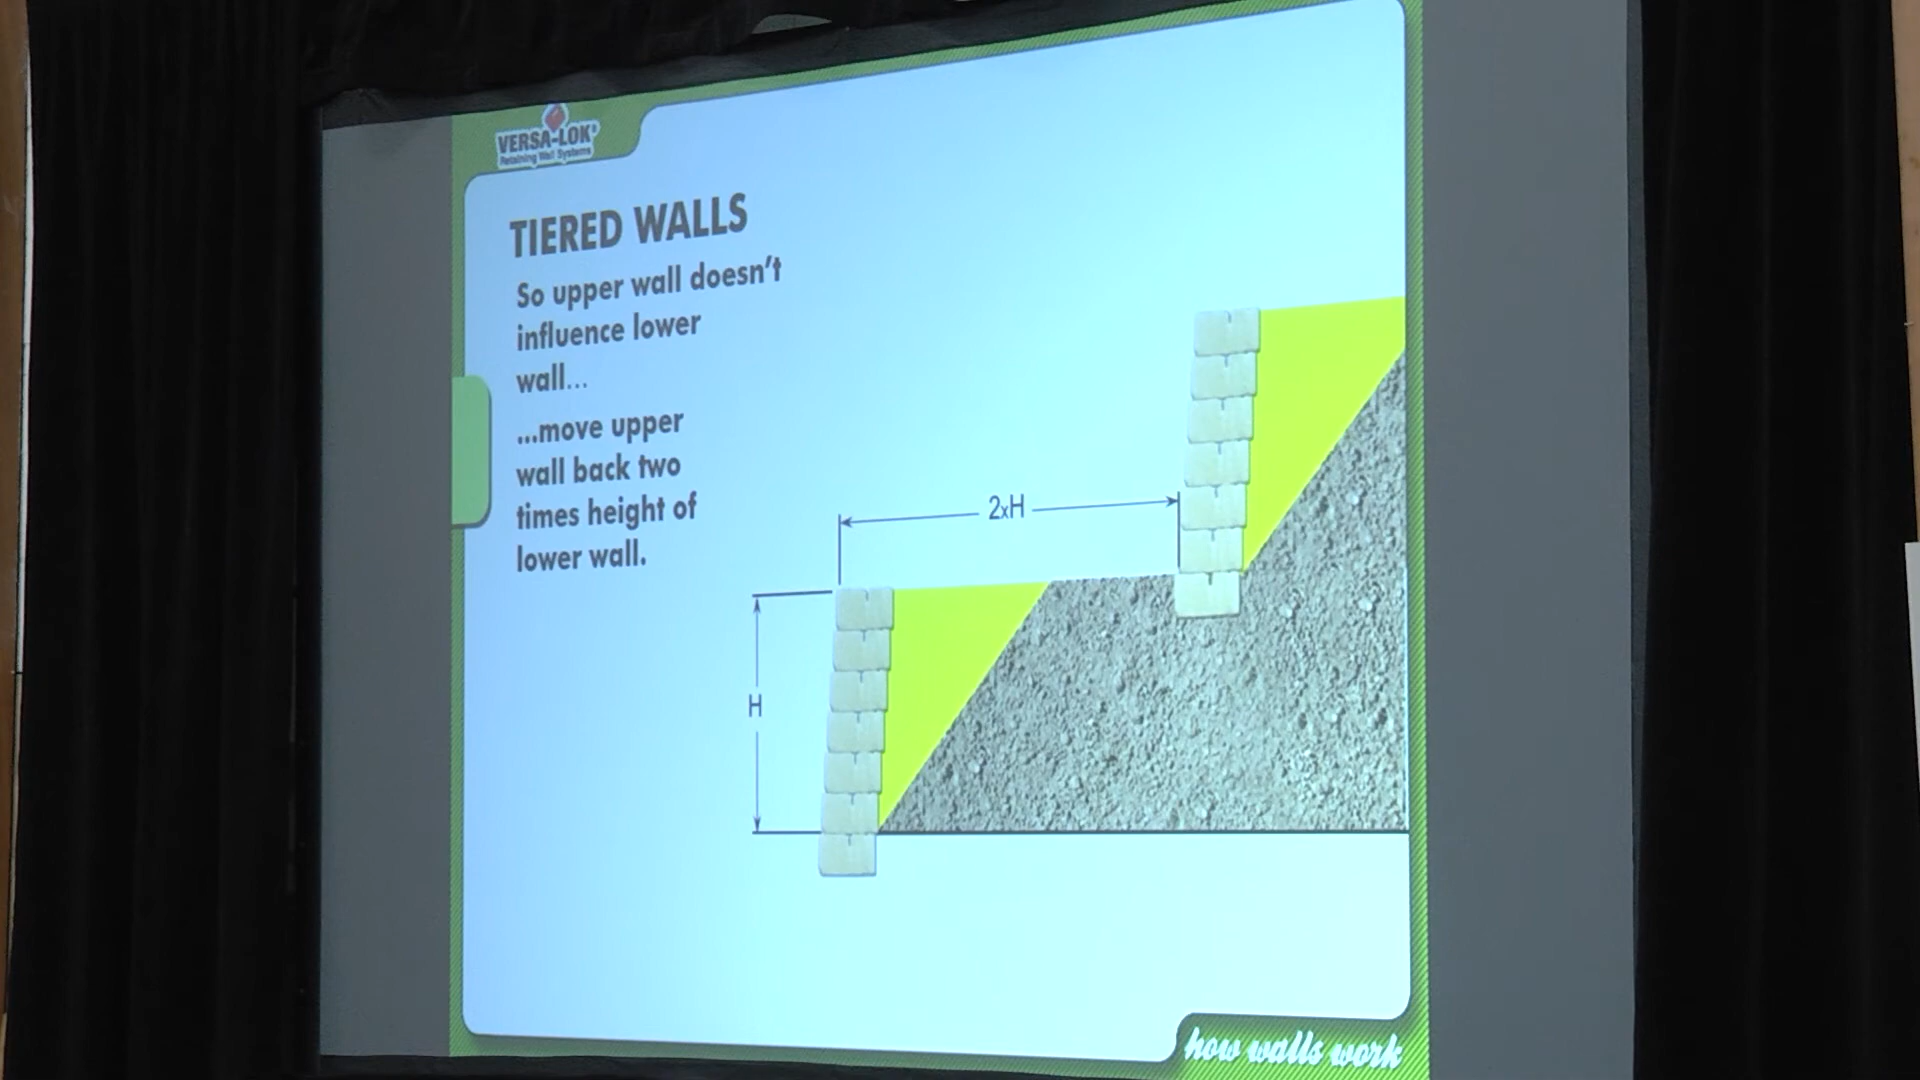 VERSA-LOK®
Retaining Wall Systems
TIERED WALLS
So upper wall doesn't
influence lower
wall...
...move upper
wall back two
times height of
lower wall.
2xH
H
how walls work